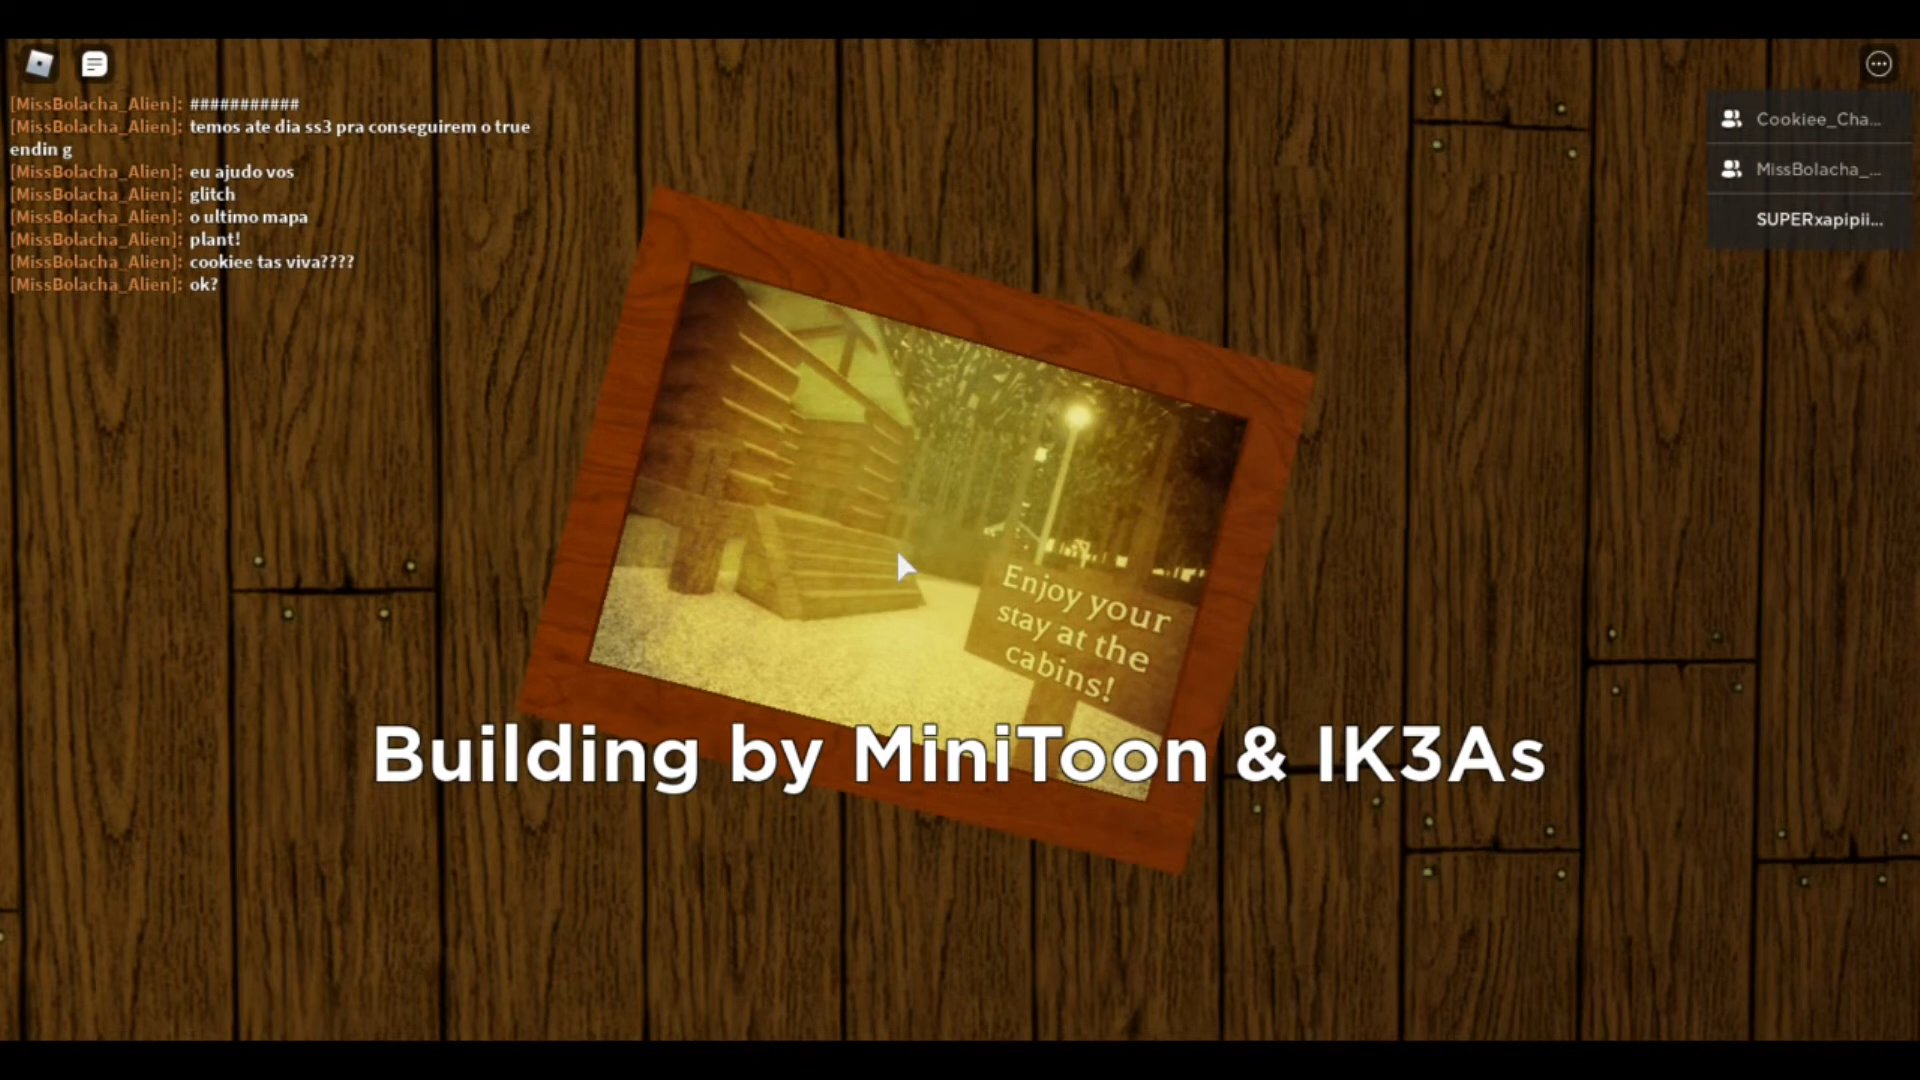 [MissBolacha_Alien]: ###########
[MissBolacha_Alien]: temos ate dia ss3 pra conseguirem o true
endin g
[MissBolacha_Alien]: eu ajudo vos
[MissBolacha_Alien]: glitch
[MissBolacha_Alien]: o ultimo mapa
[MissBolacha_Alien]: plant!
[MissBolacha_Alien]: cookiee tas viva????
[MissBolacha_Alien]: ok?
Cookiee_Cha...
MissBolacha_...
SUPERxapipii...
Enjoy your
stay at the
cabins!
Building by MiniToon & IK3As